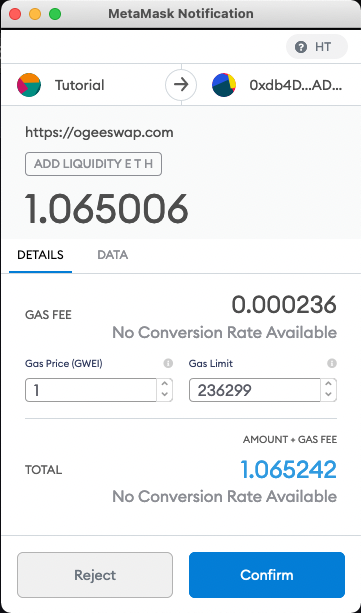 MetaMask Notification
? HT
Tutorial
0xdb4D...AD...
https://ogeeswap.com
ADD LIQUIDITY E T H
1.065006
DETAILS DATA
GAS FEE 0.000236
No Conversion Rate Available
Gas Price (GWEI) i Gas Limit i
1 236299
AMOUNT + GAS FEE
TOTAL 1.065242
No Conversion Rate Available
Reject Confirm